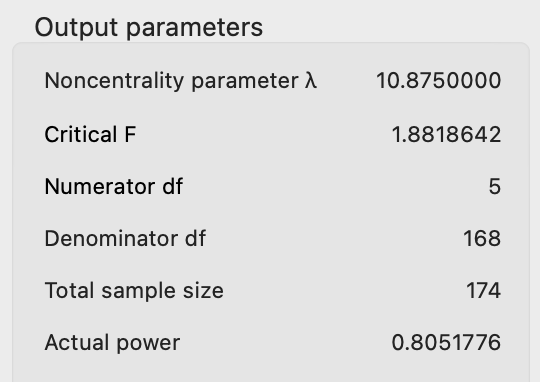 Output parameters
Noncentrality parameter λ 10.8750000
Critical F 1.8818642
Numerator df 5
Denominator df 168
Total sample size 174
Actual power 0.8051776